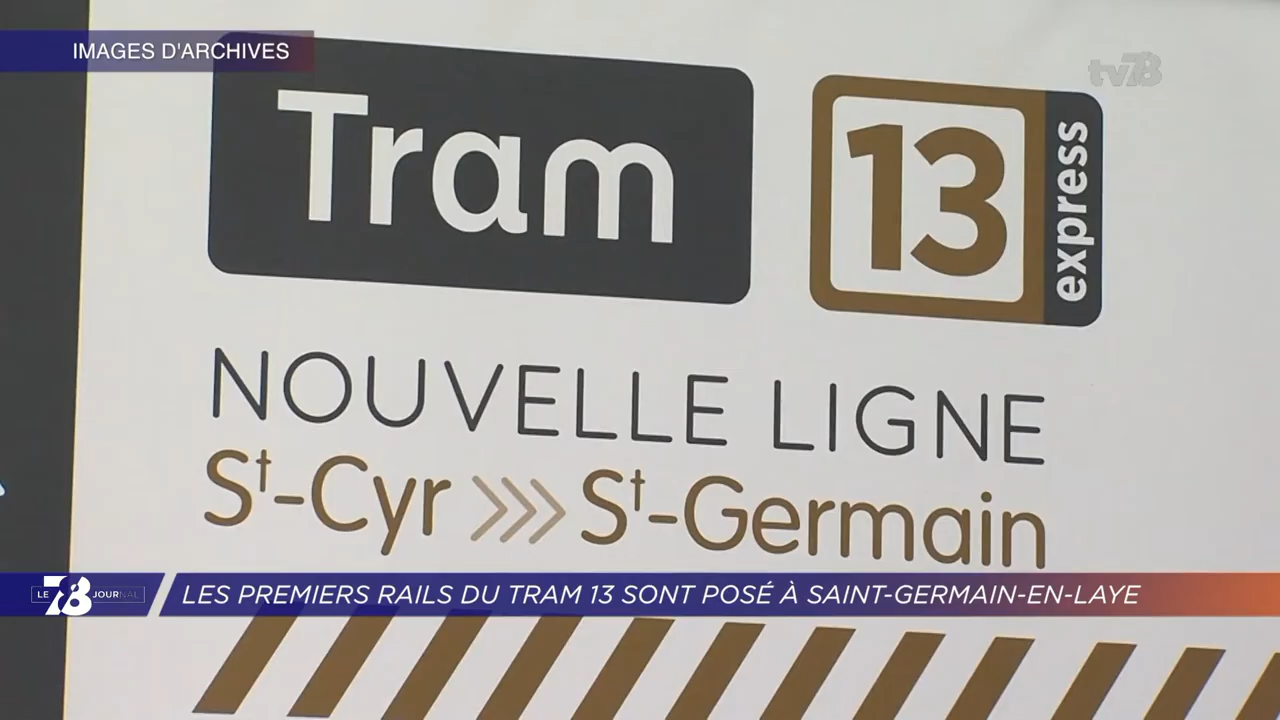 IMAGES D'ARCHIVES
tv78
Tram
13
express
NOUVELLE LIGNE
St-Cyr >>> St-Germain
LE 78 JOURNAL
LES PREMIERS RAILS DU TRAM 13 SONT POSÉ À SAINT-GERMAIN-EN-LAYE